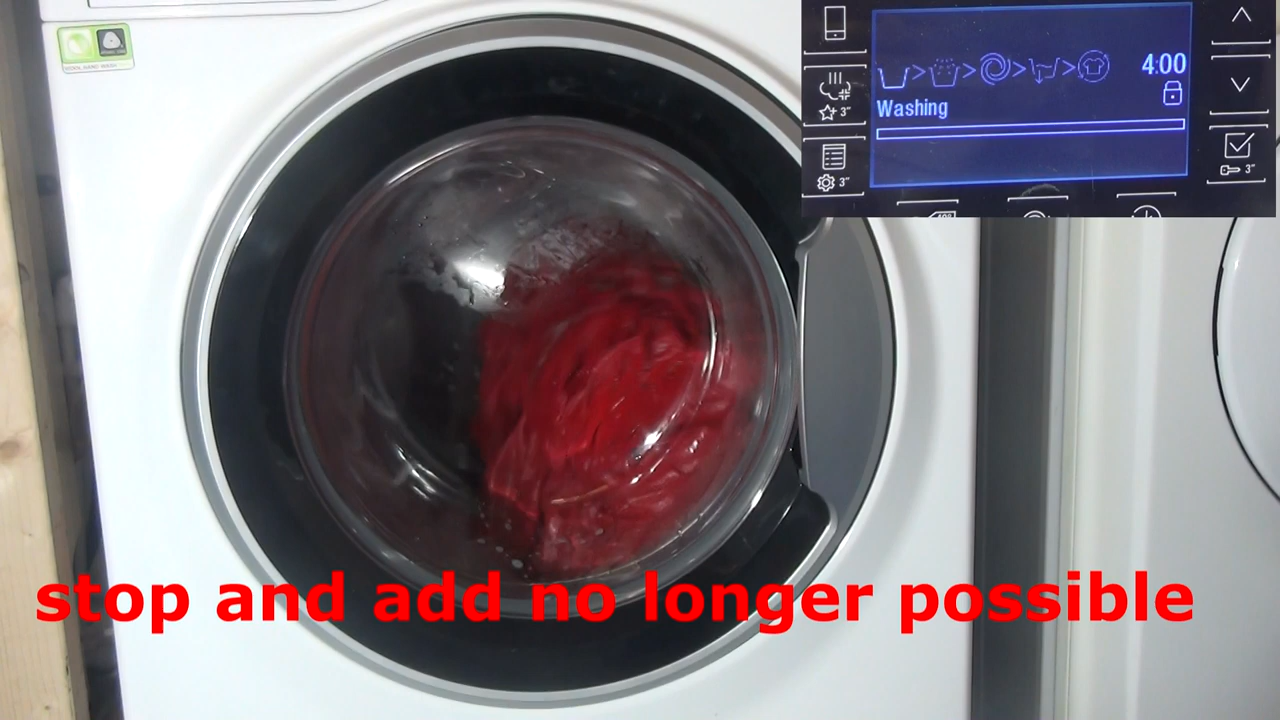 4:00
Washing
3"
3"
3"
stop and add no longer possible